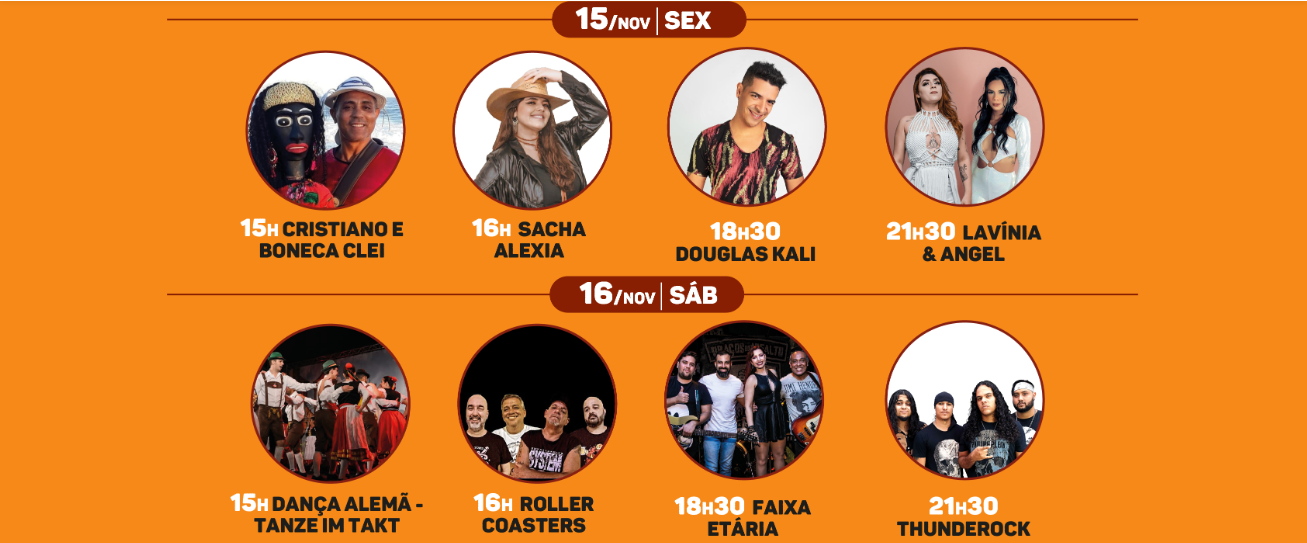 15/NOV | SEX
15H CRISTIANO E
BONECA CLEI
16H SACHA
ALEXIA
18H30
DOUGLAS KALI
21H30 LAVÍNIA
& ANGEL
16/NOV | SÁB
15H DANÇA ALEMÃ -
TANZE IM TAKT
16H ROLLER
COASTERS
18H30 FAIXA
ETÁRIA
21H30
THUNDEROCK
SYSTEM